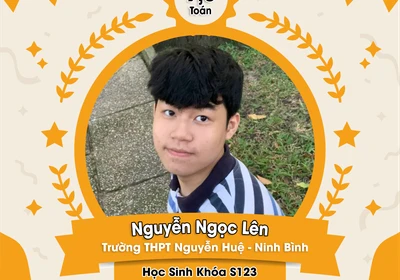 Toán
Nguyễn Ngọc Lên
Trường THPT Nguyễn Huệ - Ninh Bình
Học Sinh Khóa S123